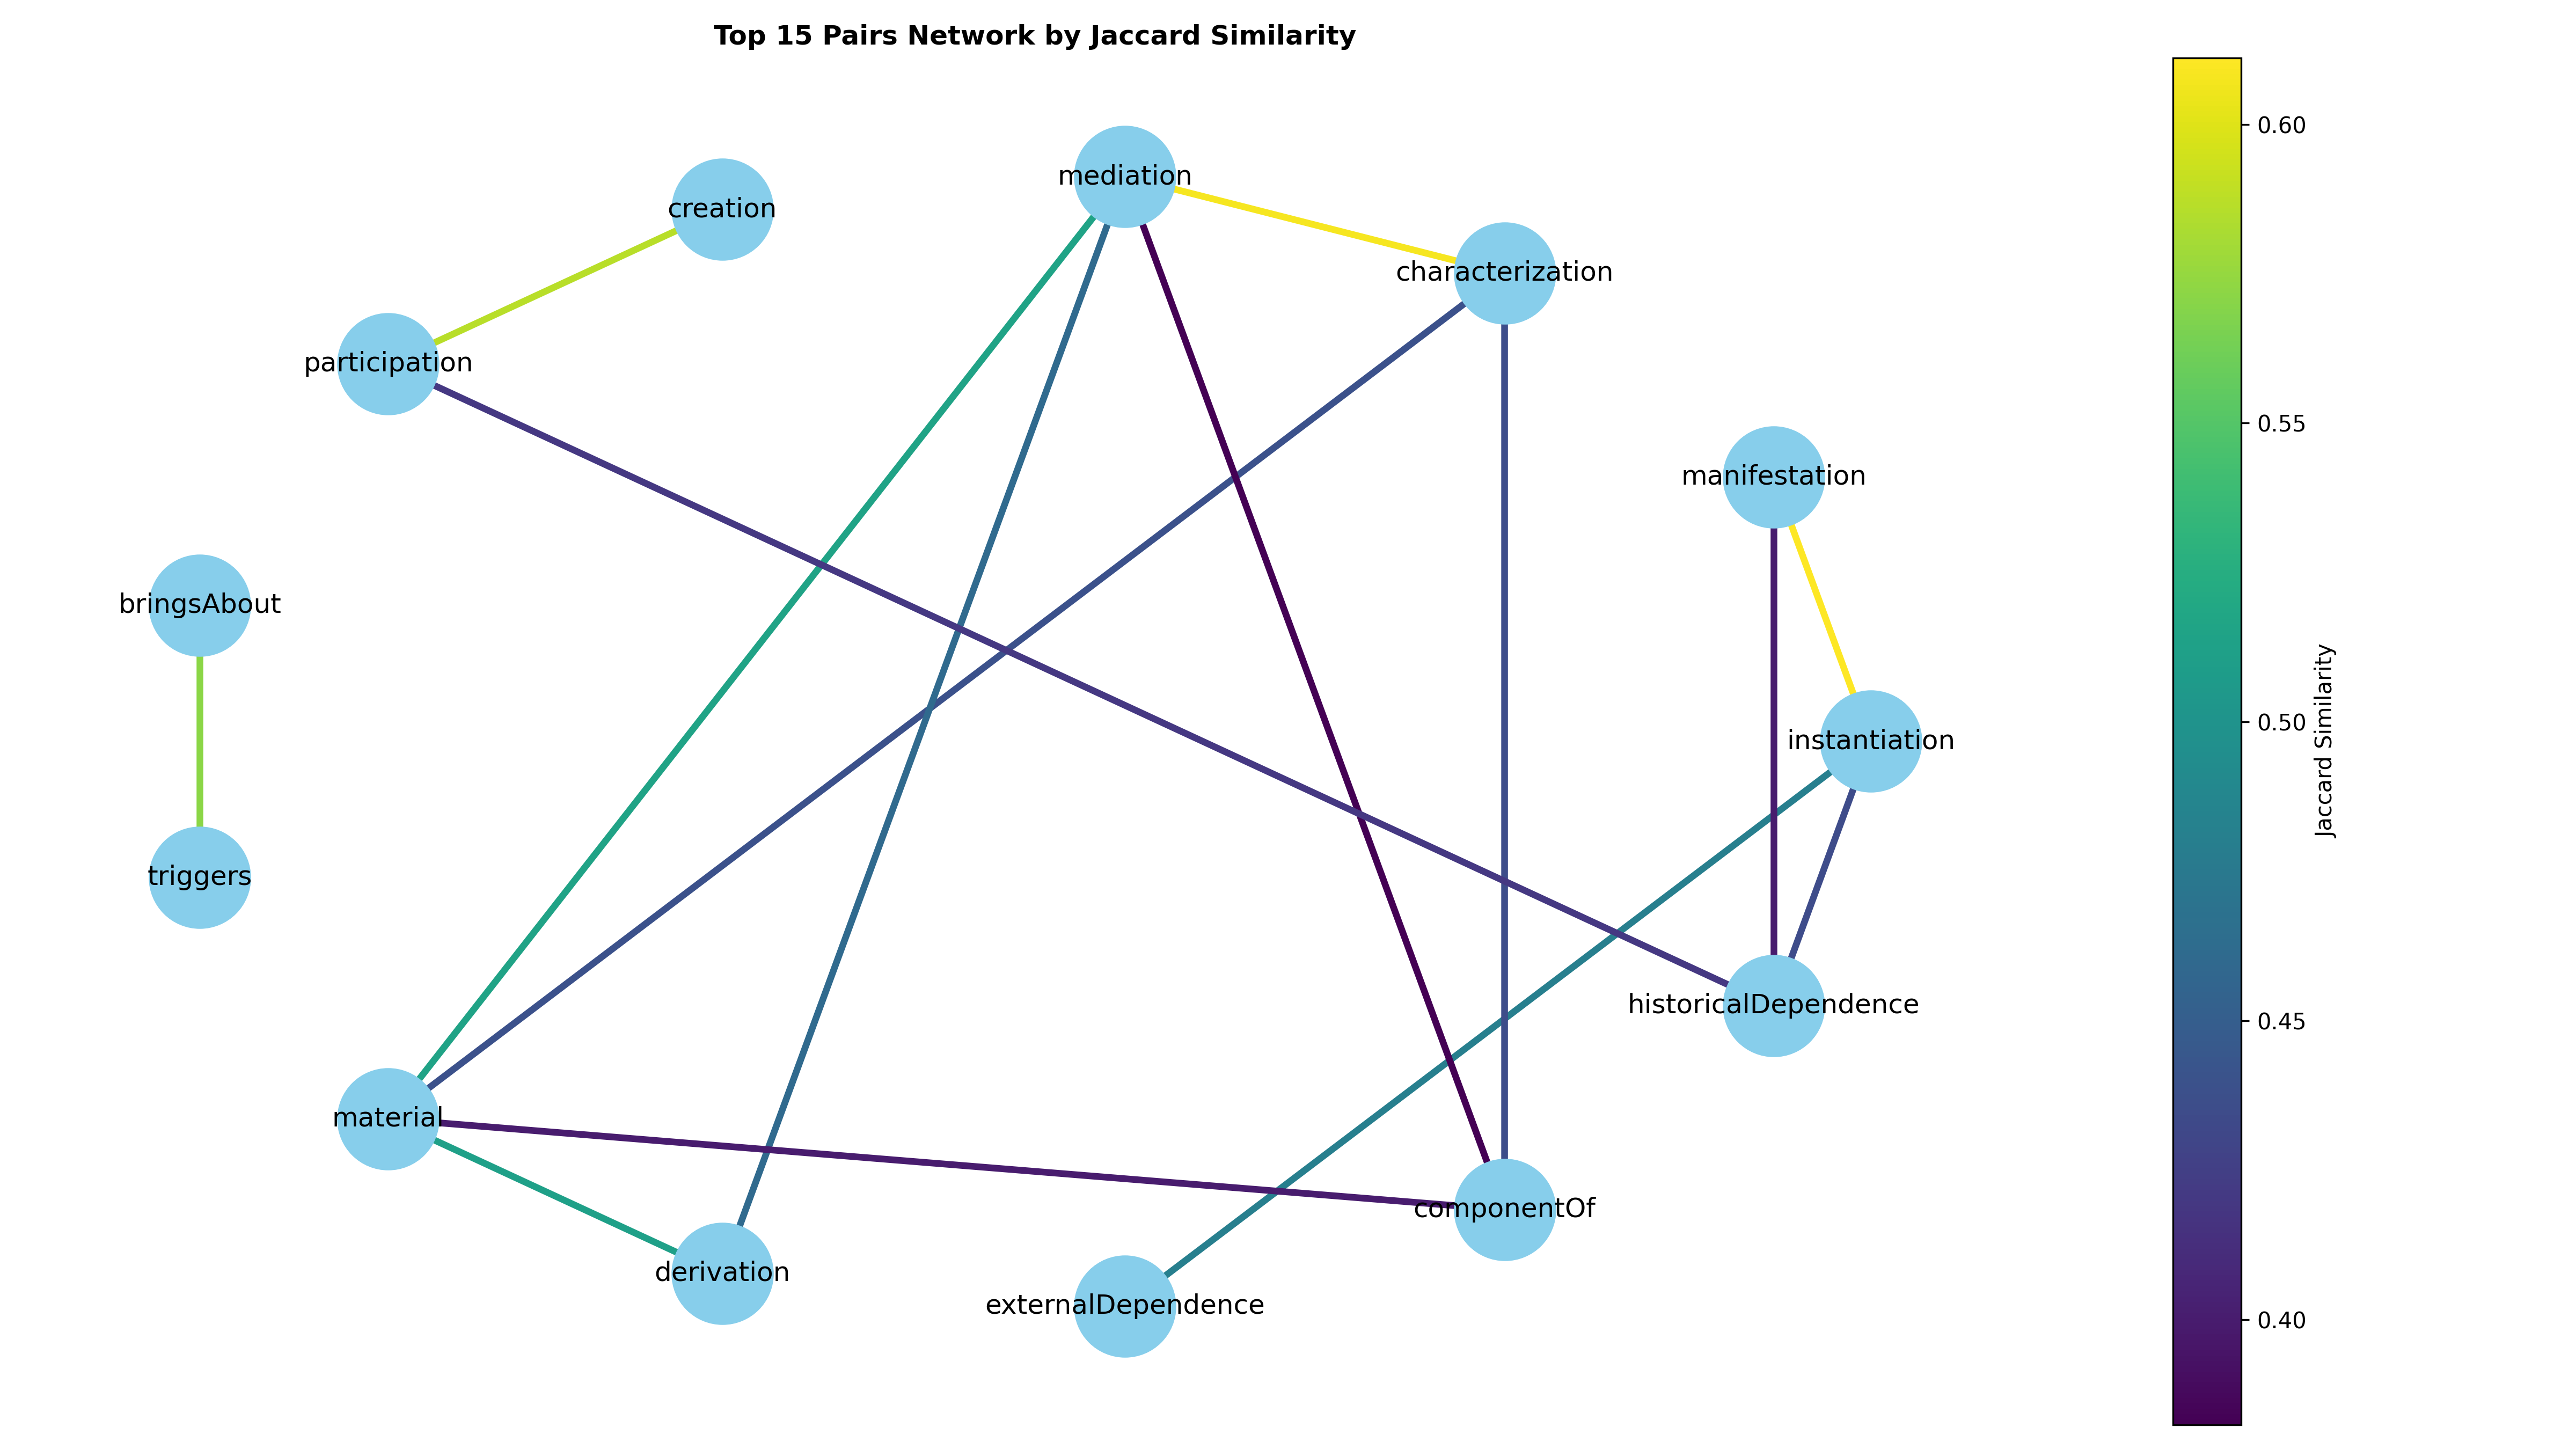 Top 15 Pairs Network by Jaccard Similarity
mediation
creation
characterization
participation
manifestation
bringsAbout
instantiation
triggers
historicalDependence
material
componentOf
derivation
externalDependence
0.60
0.55
0.50
0.45
0.40
Jaccard Similarity